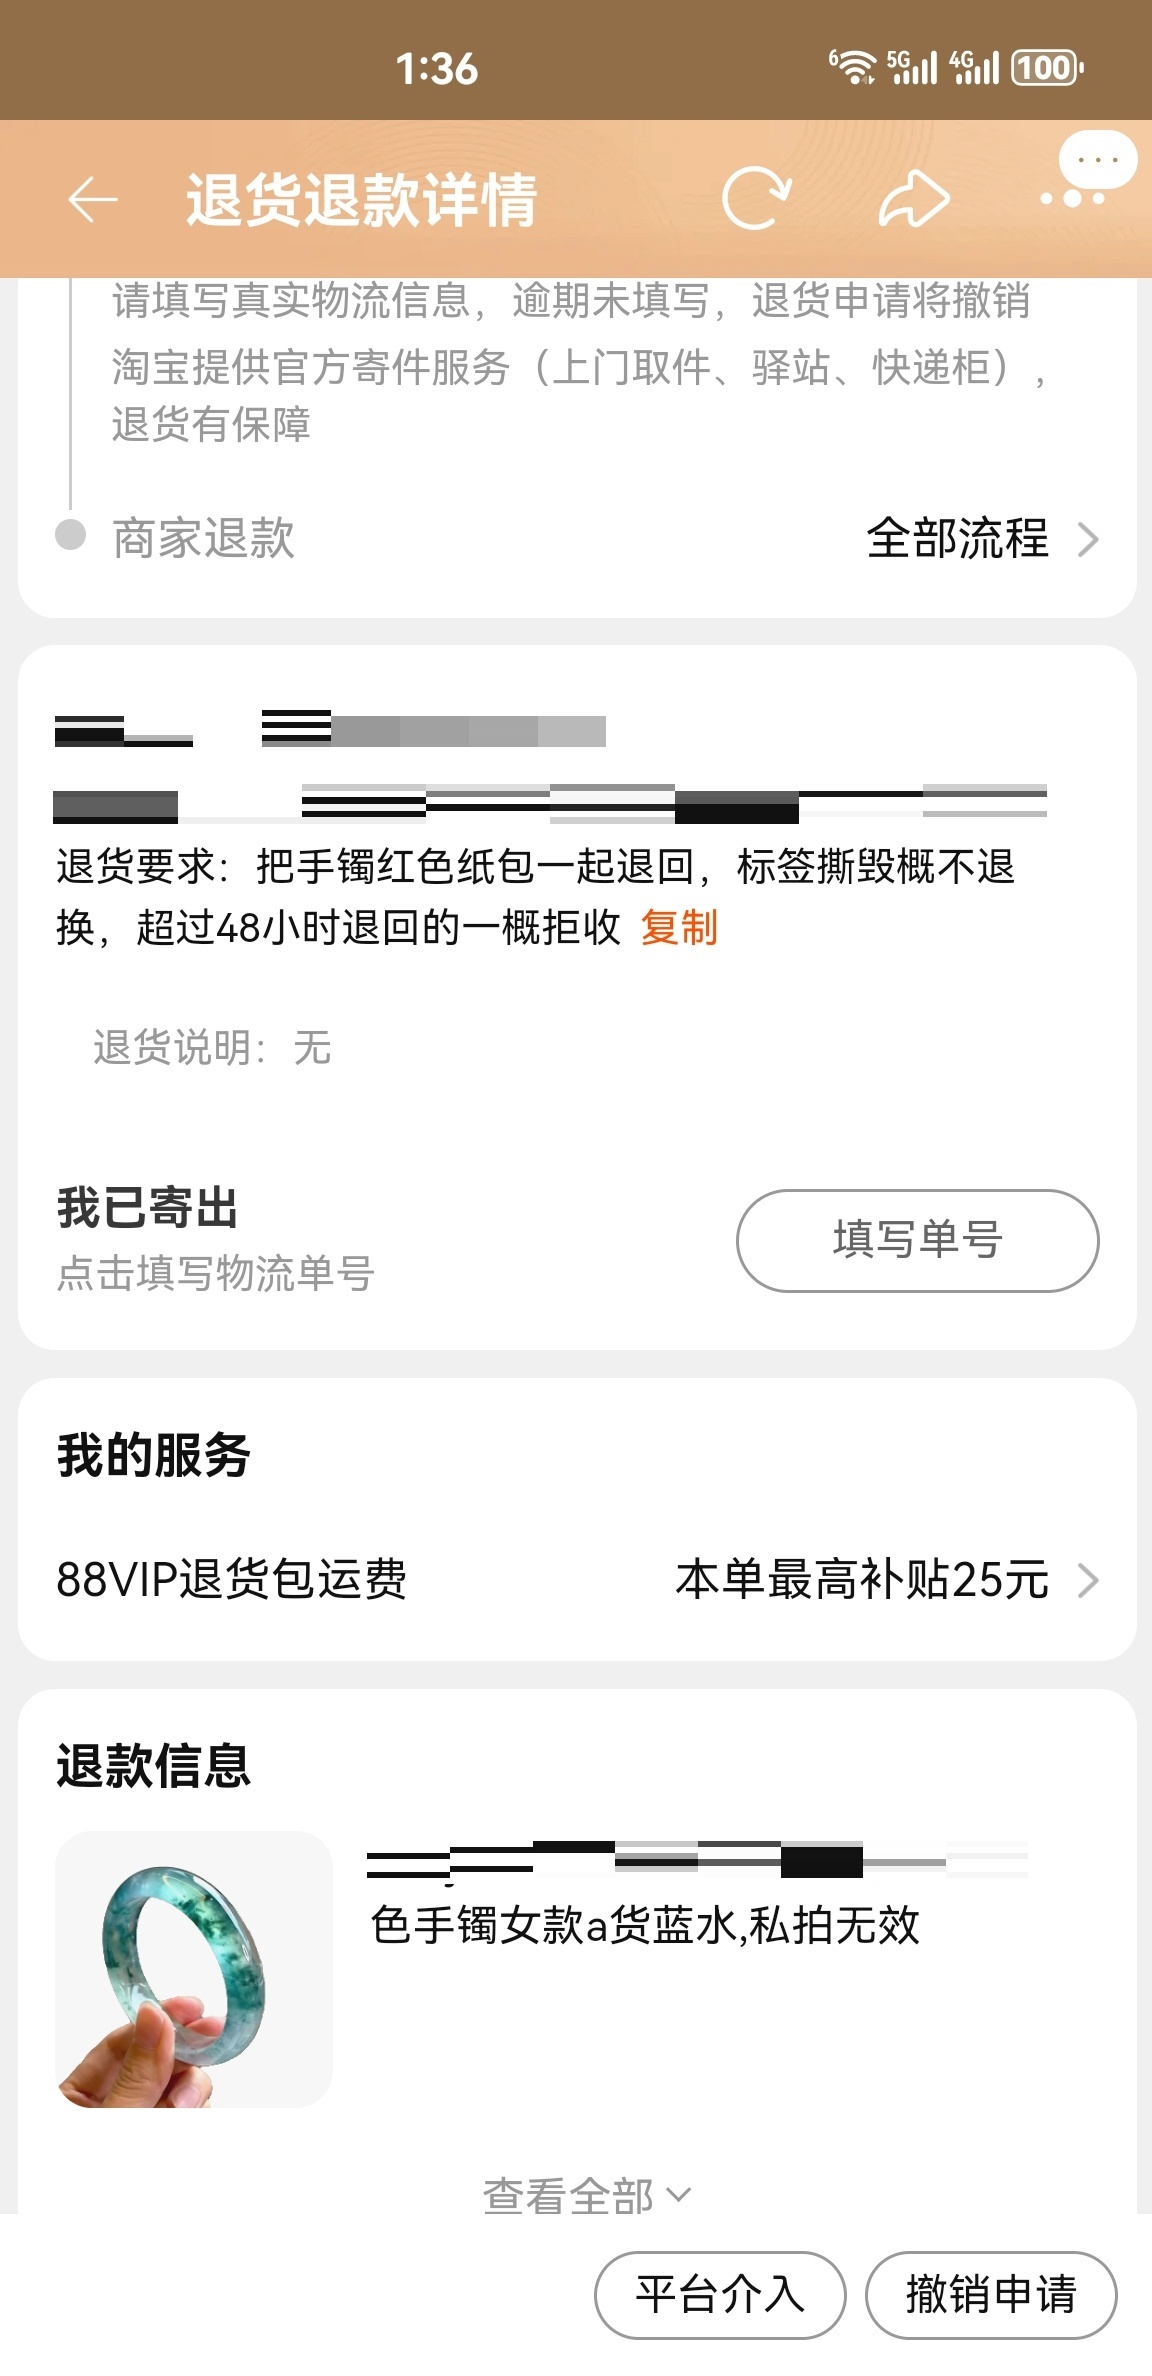 1:36
6 5G 4G 100
退货退款详情
请填写真实物流信息，逾期未填写，退货申请将撤销
淘宝提供官方寄件服务（上门取件、驿站、快递柜），
退货有保障
商家退款 全部流程
退货要求：把手镯红色纸包一起退回，标签撕毁概不退
换，超过48小时退回的一概拒收 复制
退货说明：无
我已寄出
填写单号
点击填写物流单号
我的服务
88VIP退货包运费 本单最高补贴25元
退款信息
色手镯女款a货蓝水,私拍无效
查看全部
平台介入 撤销申请